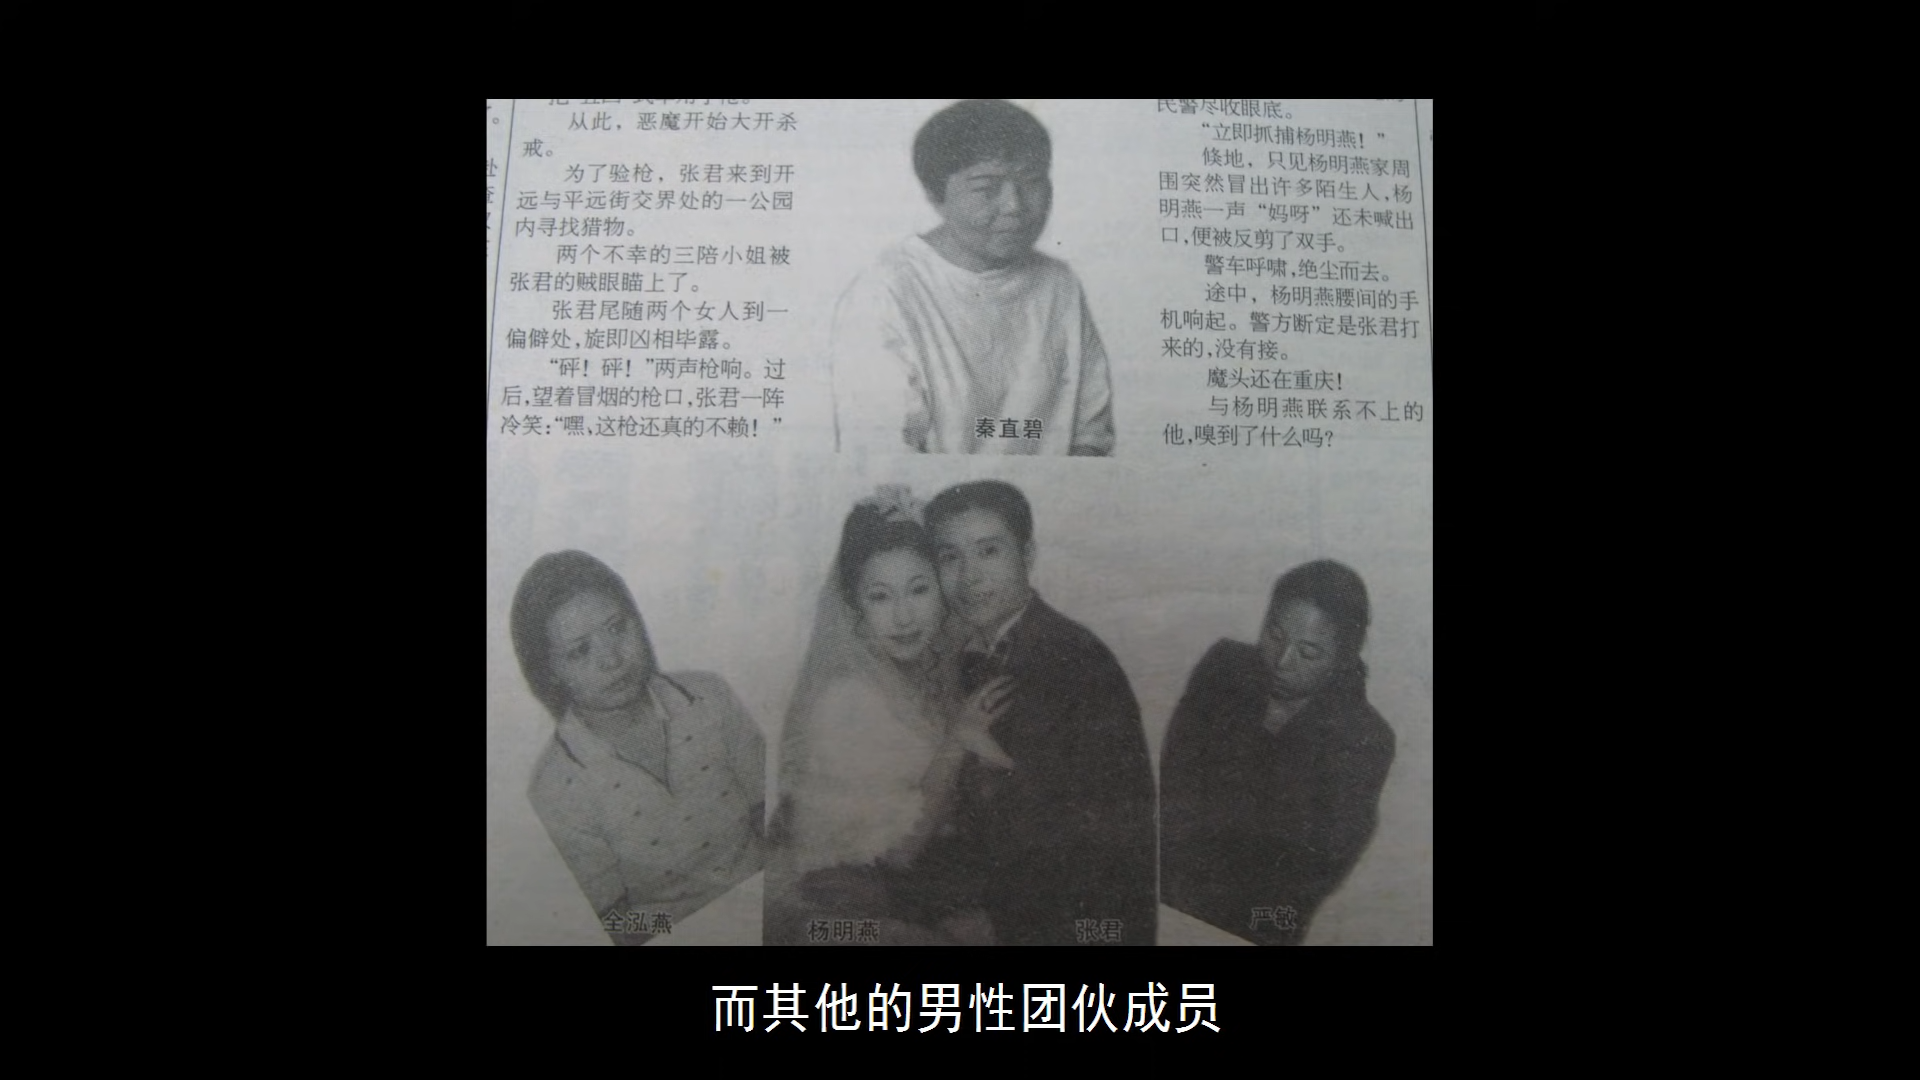 从此，恶魔开始大开杀
戒。
为了验枪，张君来到开
远与平远街交界处的一公园
内寻找猎物。
两个不幸的三陪小姐被
张君的贼眼瞄上了。
张君尾随两个女人到一
偏僻处，旋即凶相毕露。
“砰！砰！”两声枪响。过
后，望着冒烟的枪口，张君一阵
冷笑：“嘿，这枪还真的不赖！”
秦直碧
民警尽收眼底。
“立即抓捕杨明燕！”
倏地，只见杨明燕家周
围突然冒出许多陌生人，杨
明燕一声“妈呀”还未喊出
口，便被反剪了双手。
警车呼啸，绝尘而去。
途中，杨明燕腰间的手
机响起。警方断定是张君打
来的，没有接。
魔头还在重庆！
与杨明燕联系不上的
他，嗅到了什么吗？
全泓燕
杨明燕
张君
严敏
而其他的男性团伙成员